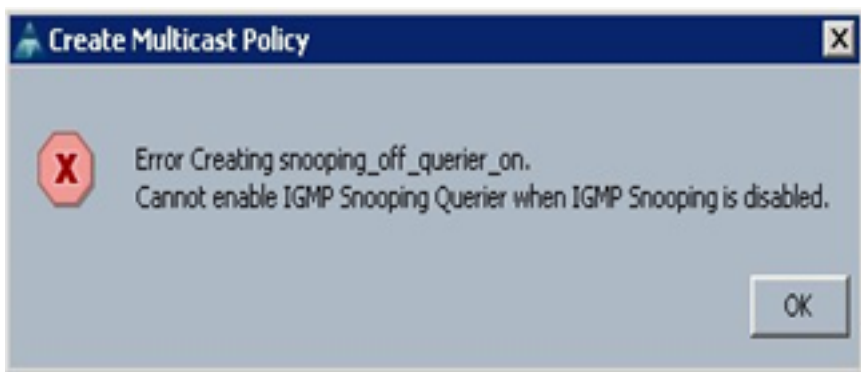 Create Multicast Policy
X
X
Error Creating snooping_off_querier_on.
Cannot enable IGMP Snooping Querier when IGMP Snooping is disabled.
OK